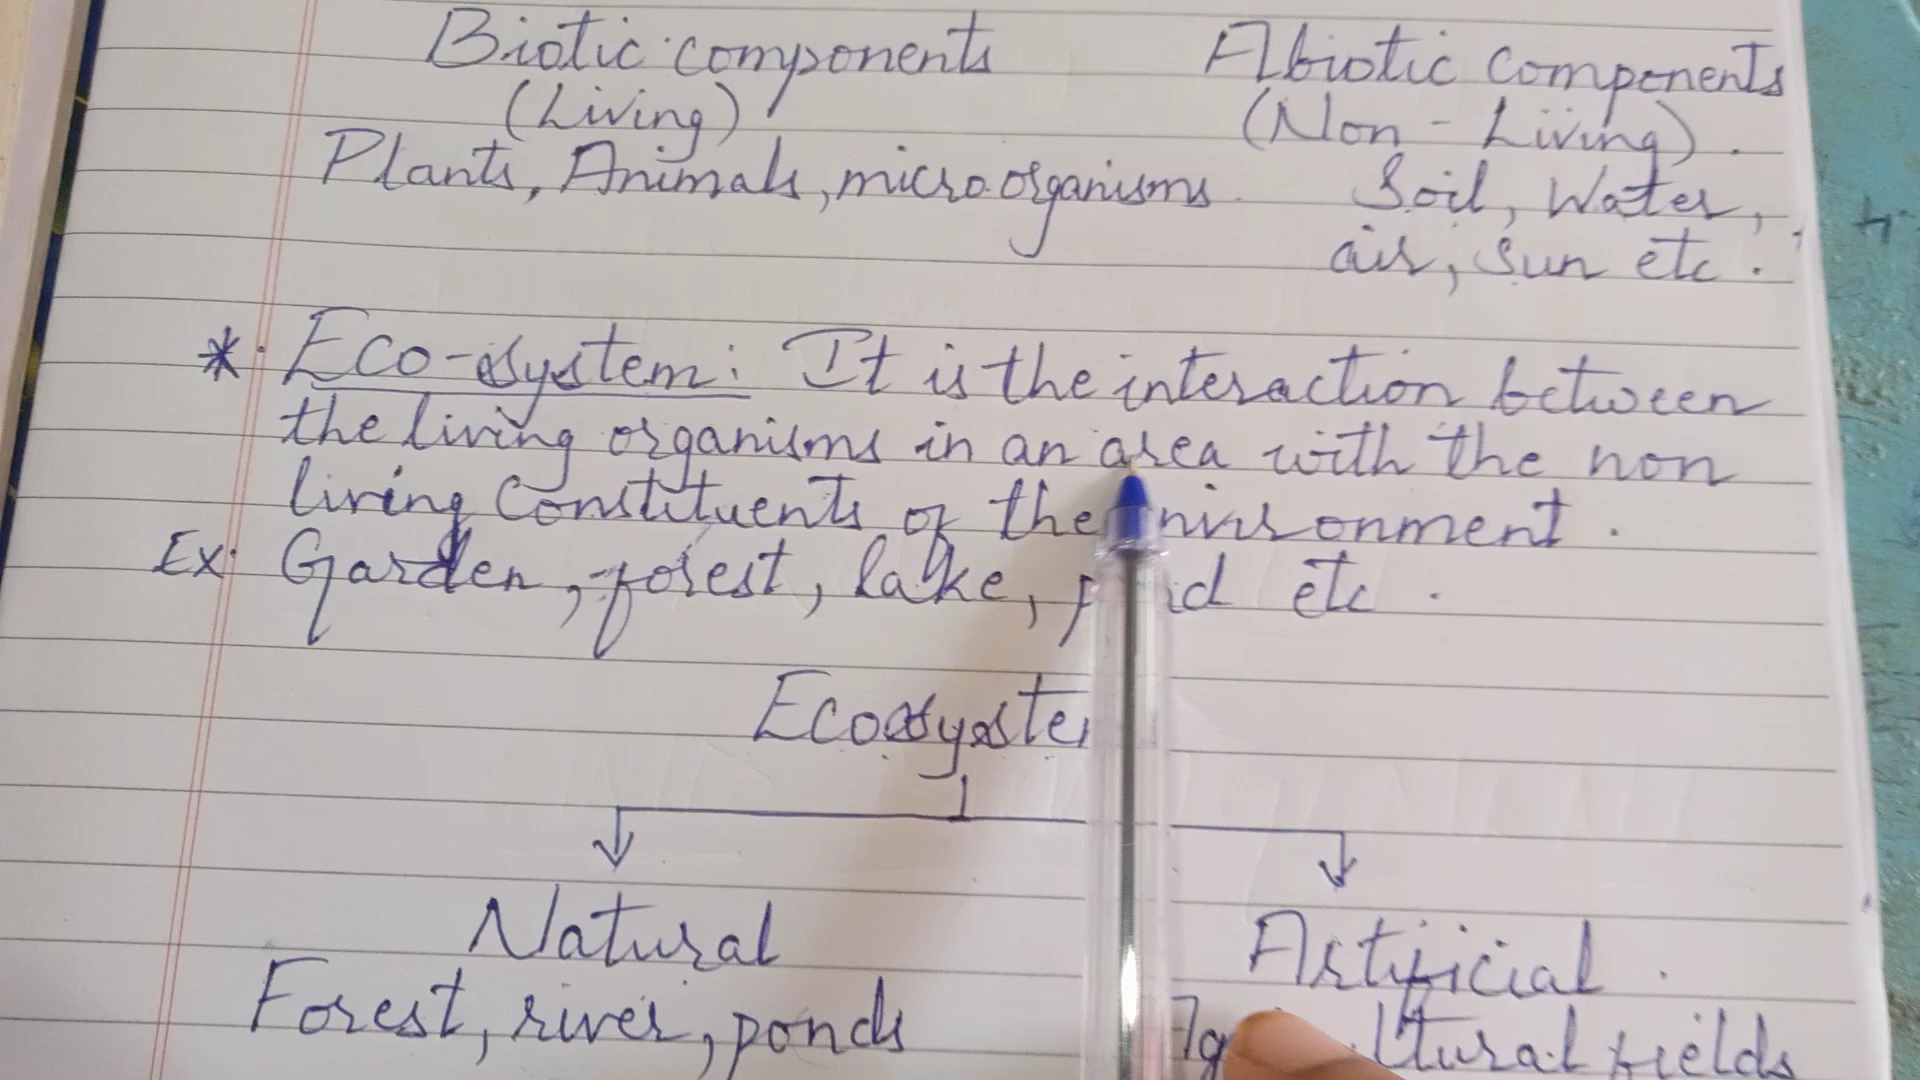 Biotic components Abiotic Components
(Living) (Non-Living).
Plants, Animals, microorganisms. Soil, Water,
air, sun etc.
* Eco-system: It is the interaction between
the living organisms in an area with the non
living Constituents of the
Ex: Garden, forest, lake, etc.
Natural Artificial.
Forest, river, ponds fields